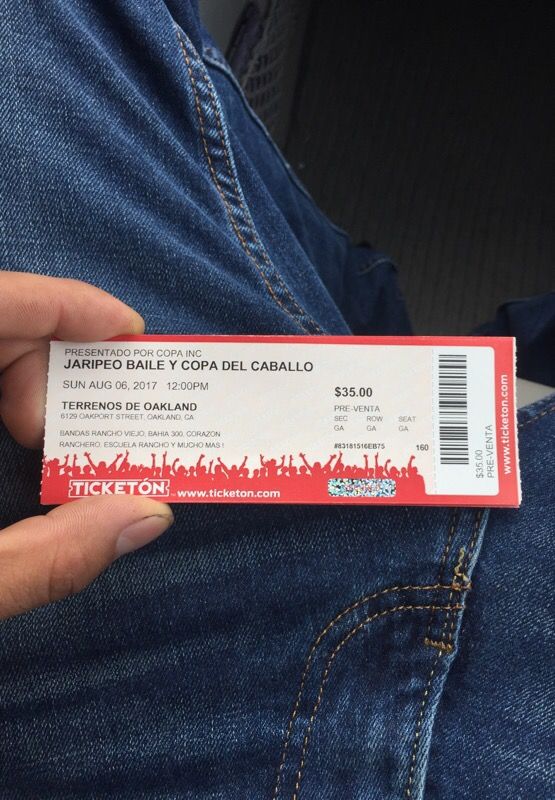 PRESENTADO POR COPA INC
JARIPEO BAILE Y COPA DEL CABALLO
SUN AUG 06, 2017 12:00PM
TERRENOS DE OAKLAND
6129 OAKPORT STREET, OAKLAND, CA
BANDAS RANCHO VIEJO, BAHIA 300, CORAZON
RANCHERO, ESCUELA RANCHO Y MUCHO MAS !
$35.00
PRE-VENTA
SEC ROW SEAT
GA GA GA
#83181516EB75 160
TICKETÓN
www.ticketon.com
$35.00
PRE-VENTA
www.ticketon.com